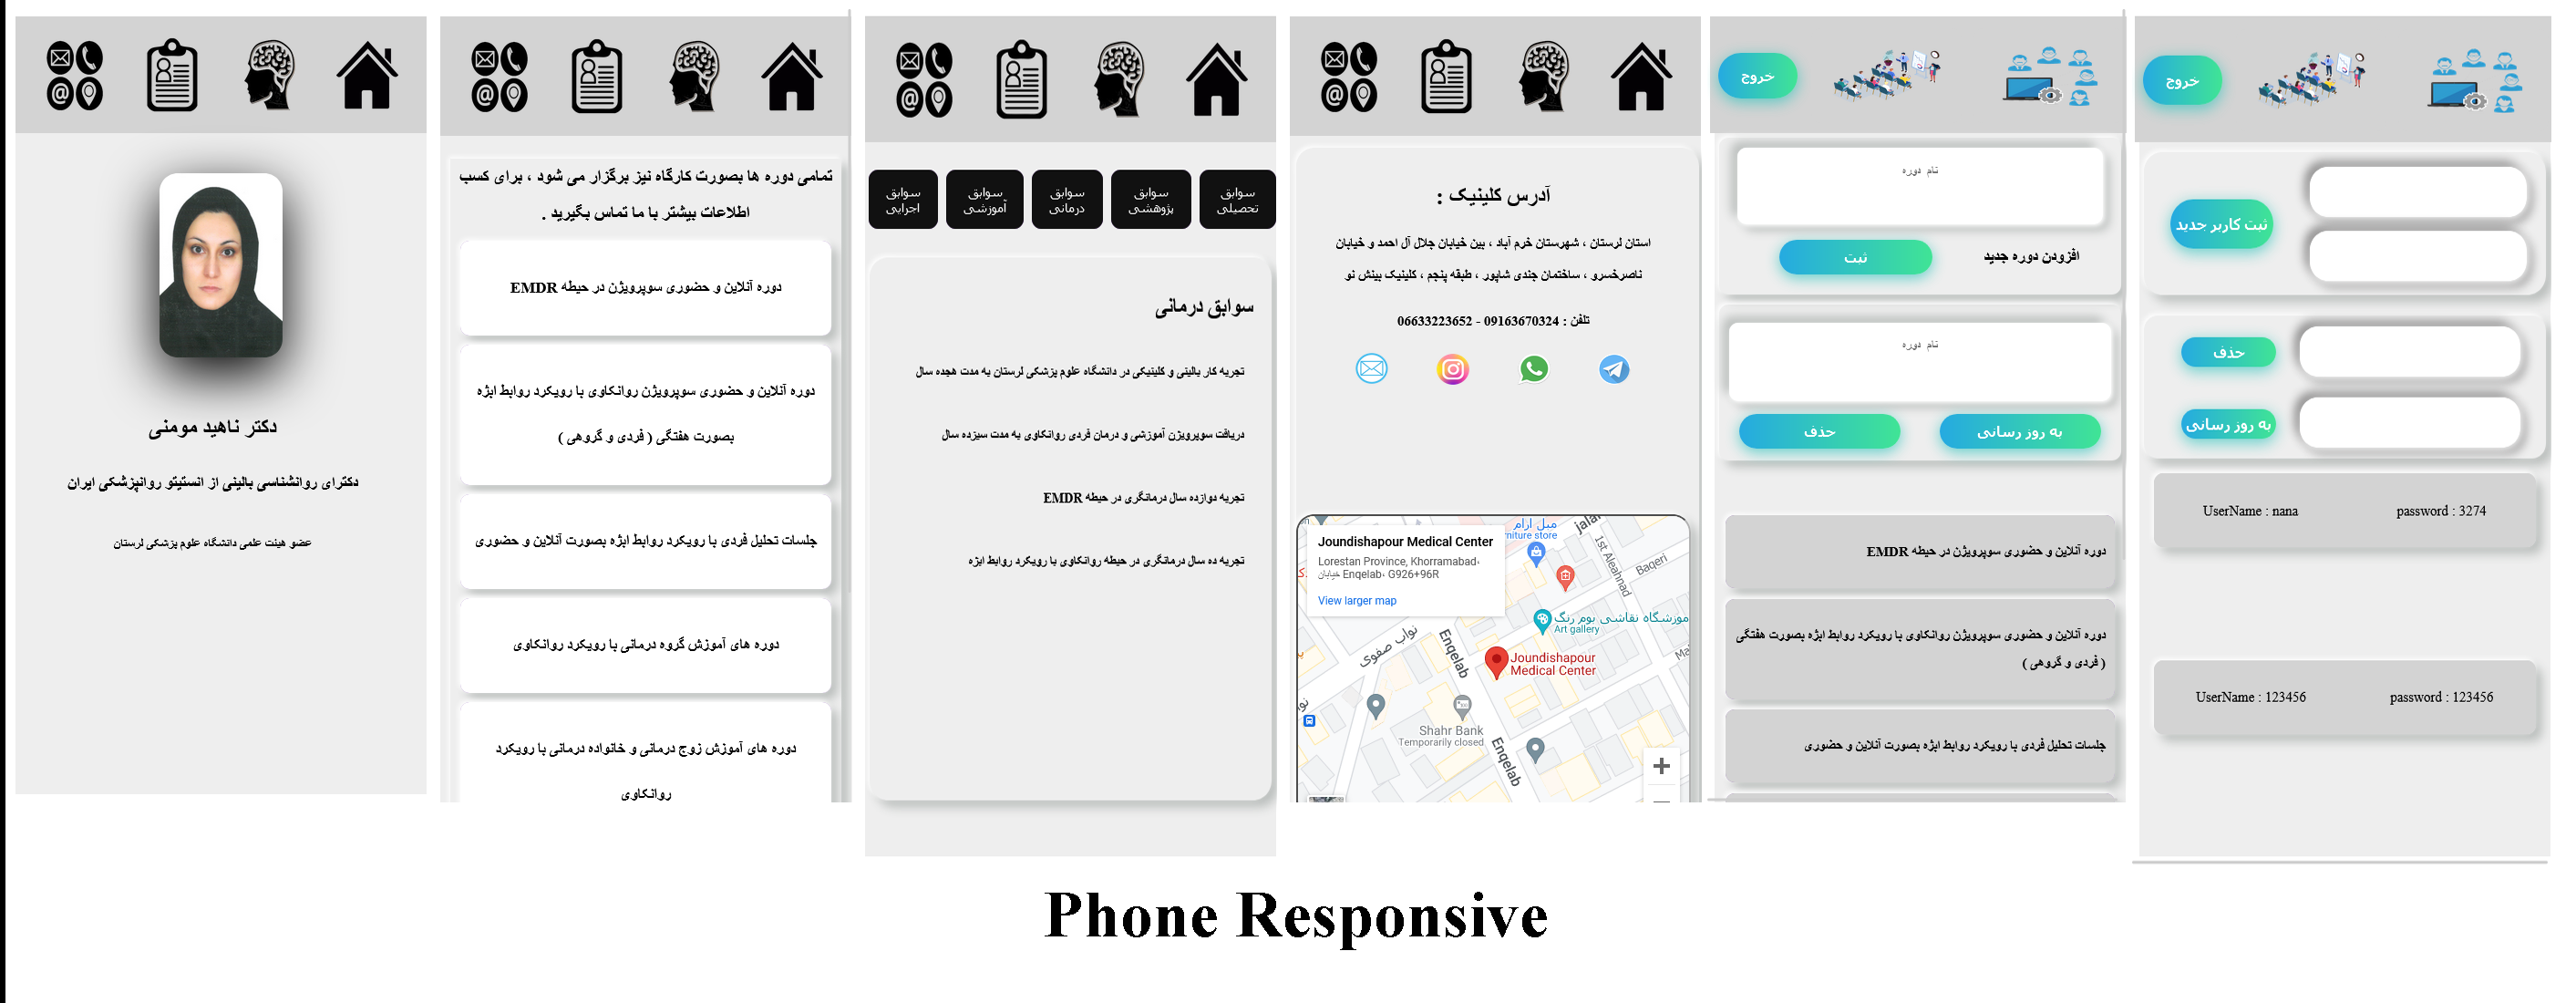 دکتر ناهید مومنی
دکترای روانشناسی بالینی از انستیتو روانپزشکی ایران
عضو هیئت علمی دانشگاه علوم پزشکی لرستان
تمامی دوره ها بصورت کارگاه نیز برگزار می شود ، برای کسب
اطلاعات بیشتر با ما تماس بگیرید .
دوره آنلاین و حضوری سوپرویژن در حیطه EMDR
دوره آنلاین و حضوری سوپرویژن روانکاوی با رویکرد روابط ابژه
بصورت هفتگی ( فردی و گروهی )
جلسات تحلیل فردی با رویکرد روابط ابژه بصورت آنلاین و حضوری
دوره های آموزش گروه درمانی با رویکرد روانکاوی
دوره های آموزش زوج درمانی و خانواده درمانی با رویکرد
روانکاوی
سوابق تحصیلی
سوابق پژوهشی
سوابق درمانی
سوابق آموزشی
سوابق اجرایی
سوابق درمانی
تجربه کار بالینی و کلینیکی در دانشگاه علوم پزشکی لرستان به مدت هجده سال
دریافت سوپرویژن آموزشی و درمان فردی روانکاوی به مدت سیزده سال
تجربه دوازده سال درمانگری در حیطه EMDR
تجربه ده سال درمانگری در حیطه روانکاوی با رویکرد روابط ابژه
آدرس کلینیک :
استان لرستان ، شهرستان خرم آباد ، بین خیابان جلال آل احمد و خیابان
ناصرخسرو ، ساختمان جندی شاپور ، طبقه پنجم ، کلینیک بینش نو
تلفن : 09163670324 - 06633223652
Joundishapour Medical Center
Lorestan Province, Khorramabad،
خیابان Enqelab، G926+96R
View larger map
مبل آرام
niture store
jalal
1st Aleahnad
Baqeri
موزشگاه نقاشی بوم رنگ
Art gallery
نواب صفوی
Enqelab
Joundishapour
Medical Center
Ma
نوا
Shahr Bank
Temporarily closed
Enqelab
خروج
نام دوره
افزودن دوره جدید
ثبت
نام دوره
به روز رسانی
حذف
دوره آنلاین و حضوری سوپرویژن در حیطه EMDR
دوره آنلاین و حضوری سوپرویژن روانکاوی با رویکرد روابط ابژه بصورت هفتگی
( فردی و گروهی )
جلسات تحلیل فردی با رویکرد روابط ابژه بصورت آنلاین و حضوری
خروج
ثبت کاربر جدید
حذف
به روز رسانی
UserName : nana password : 3274
UserName : 123456 password : 123456
Phone Responsive